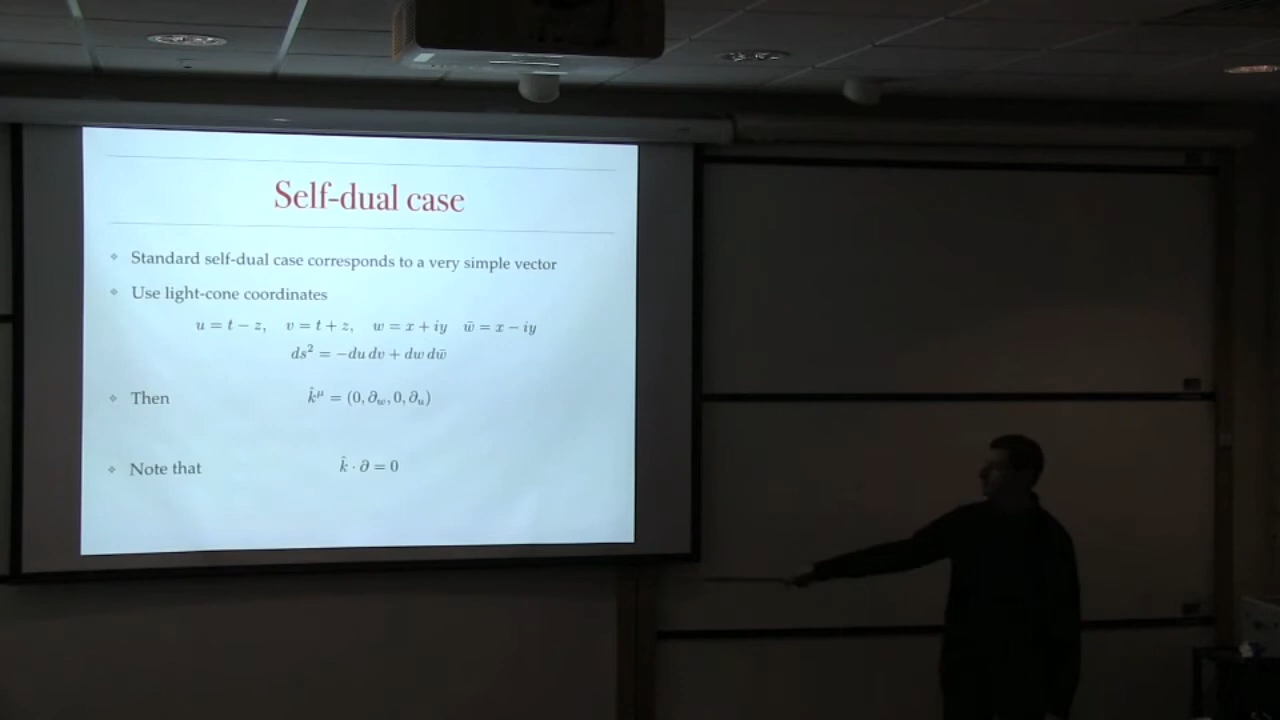 Self-dual case
Standard self-dual case corresponds to a very simple vector
Use light-cone coordinates
u = t − z, v = t + z, w = x + iy w̄ = x − iy
ds² = −du dv + dw dw̄
Then k̂^μ = (0, ∂_w, 0, ∂_u)
Note that k̂ · ∂ = 0